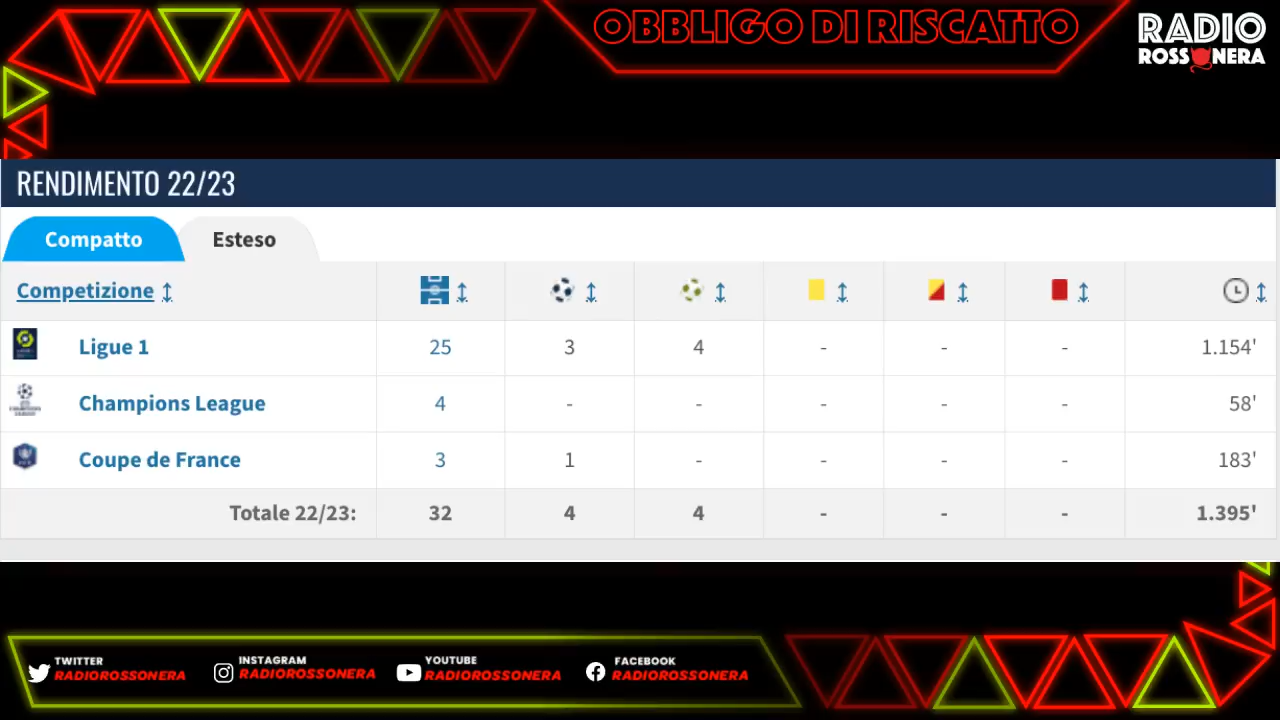 OBBLIGO DI RISCATTO
RADIO
ROSSONERA
RENDIMENTO 22/23
Compatto
Esteso
Competizione
Ligue 1 25 3 4 - - - 1.154'
Champions League 4 - - - - - 58'
Coupe de France 3 1 - - - - 183'
Totale 22/23: 32 4 4 - - - 1.395'
TWITTER
RADIOROSSONERA
INSTAGRAM
RADIOROSSONERA
YOUTUBE
RADIOROSSONERA
FACEBOOK
RADIOROSSONERA